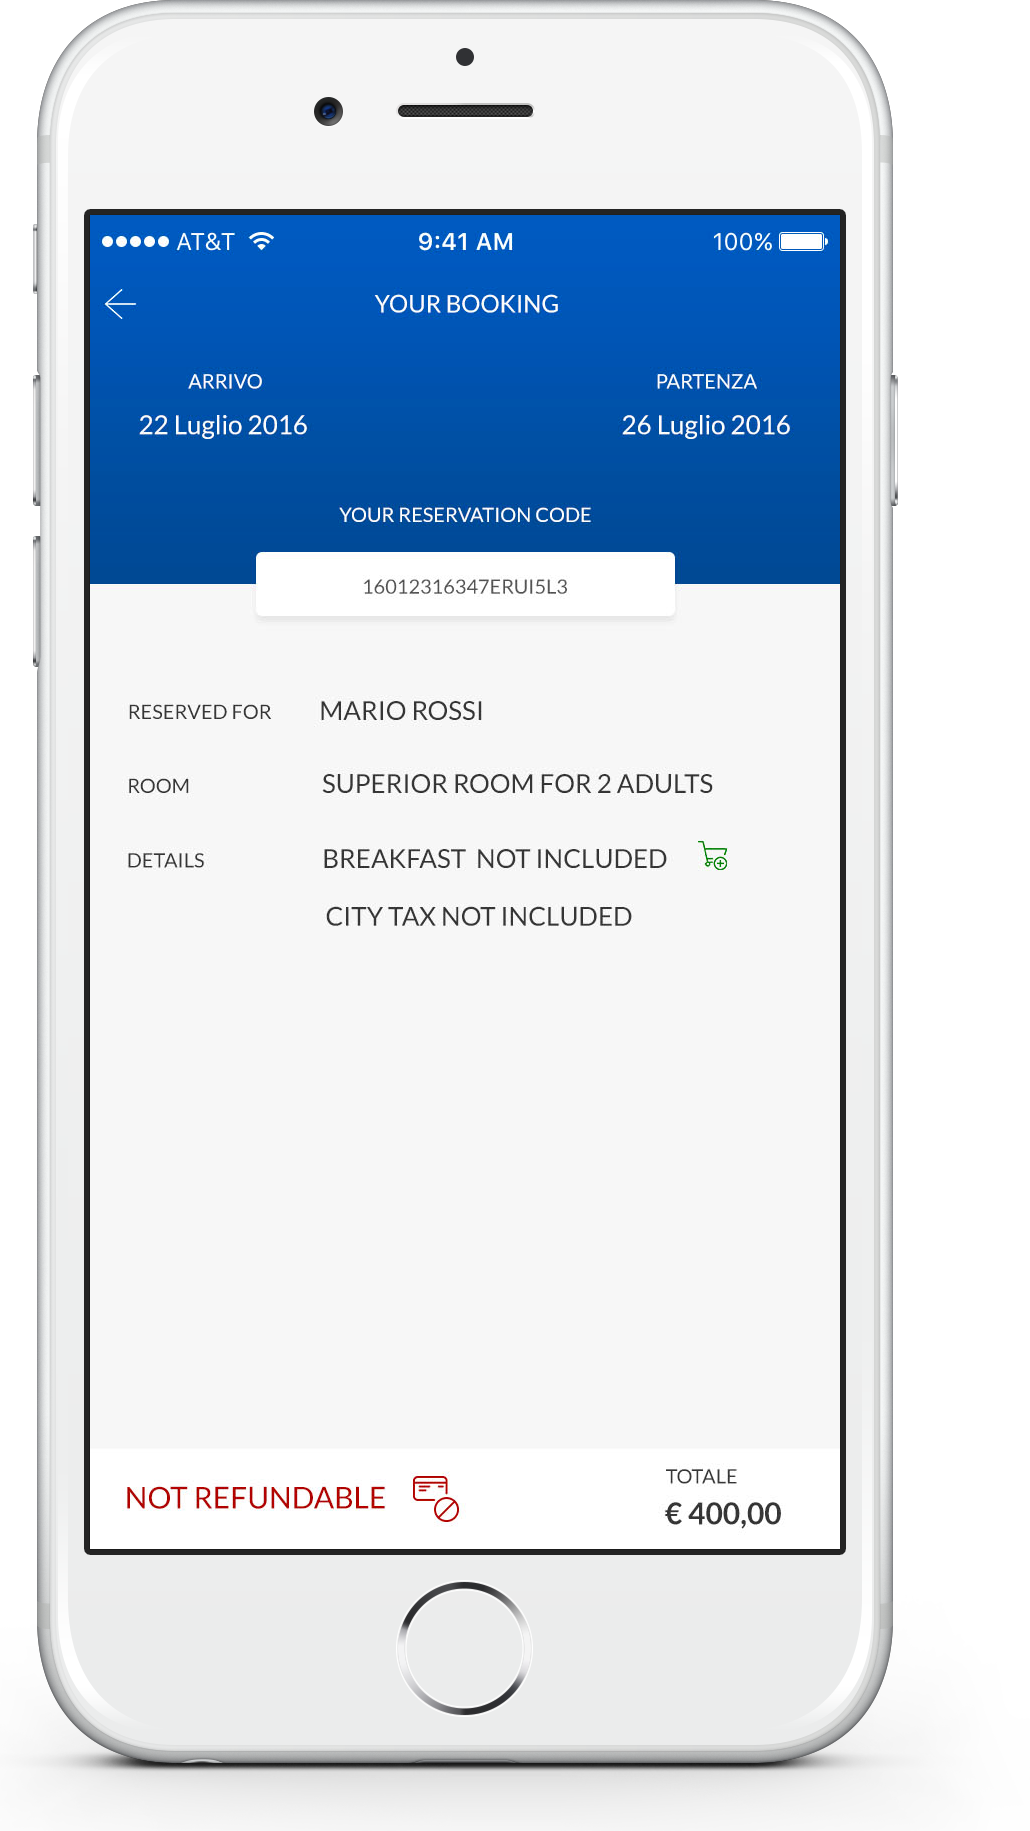 AT&T 9:41 AM 100%
YOUR BOOKING
ARRIVO PARTENZA
22 Luglio 2016 26 Luglio 2016
YOUR RESERVATION CODE
16012316347ERUI5L3
RESERVED FOR MARIO ROSSI
ROOM SUPERIOR ROOM FOR 2 ADULTS
DETAILS BREAKFAST NOT INCLUDED
CITY TAX NOT INCLUDED
NOT REFUNDABLE
TOTALE
€ 400,00